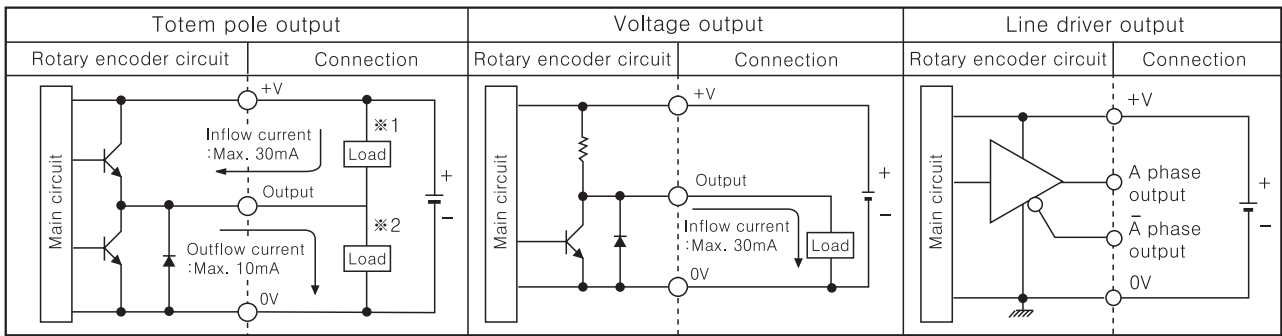 Totem pole output
Voltage output
Line driver output
Rotary encoder circuit
Connection
Rotary encoder circuit
Connection
Rotary encoder circuit
Connection
Main circuit
+V
Inflow current
:Max. 30mA
※1
Load
Output
+
−
※2
Outflow current
:Max. 10mA
Load
0V
Main circuit
+V
Output
+
−
Inflow current
:Max. 30mA
Load
0V
Main circuit
+V
A phase
output
+
−
A̅ phase
output
0V